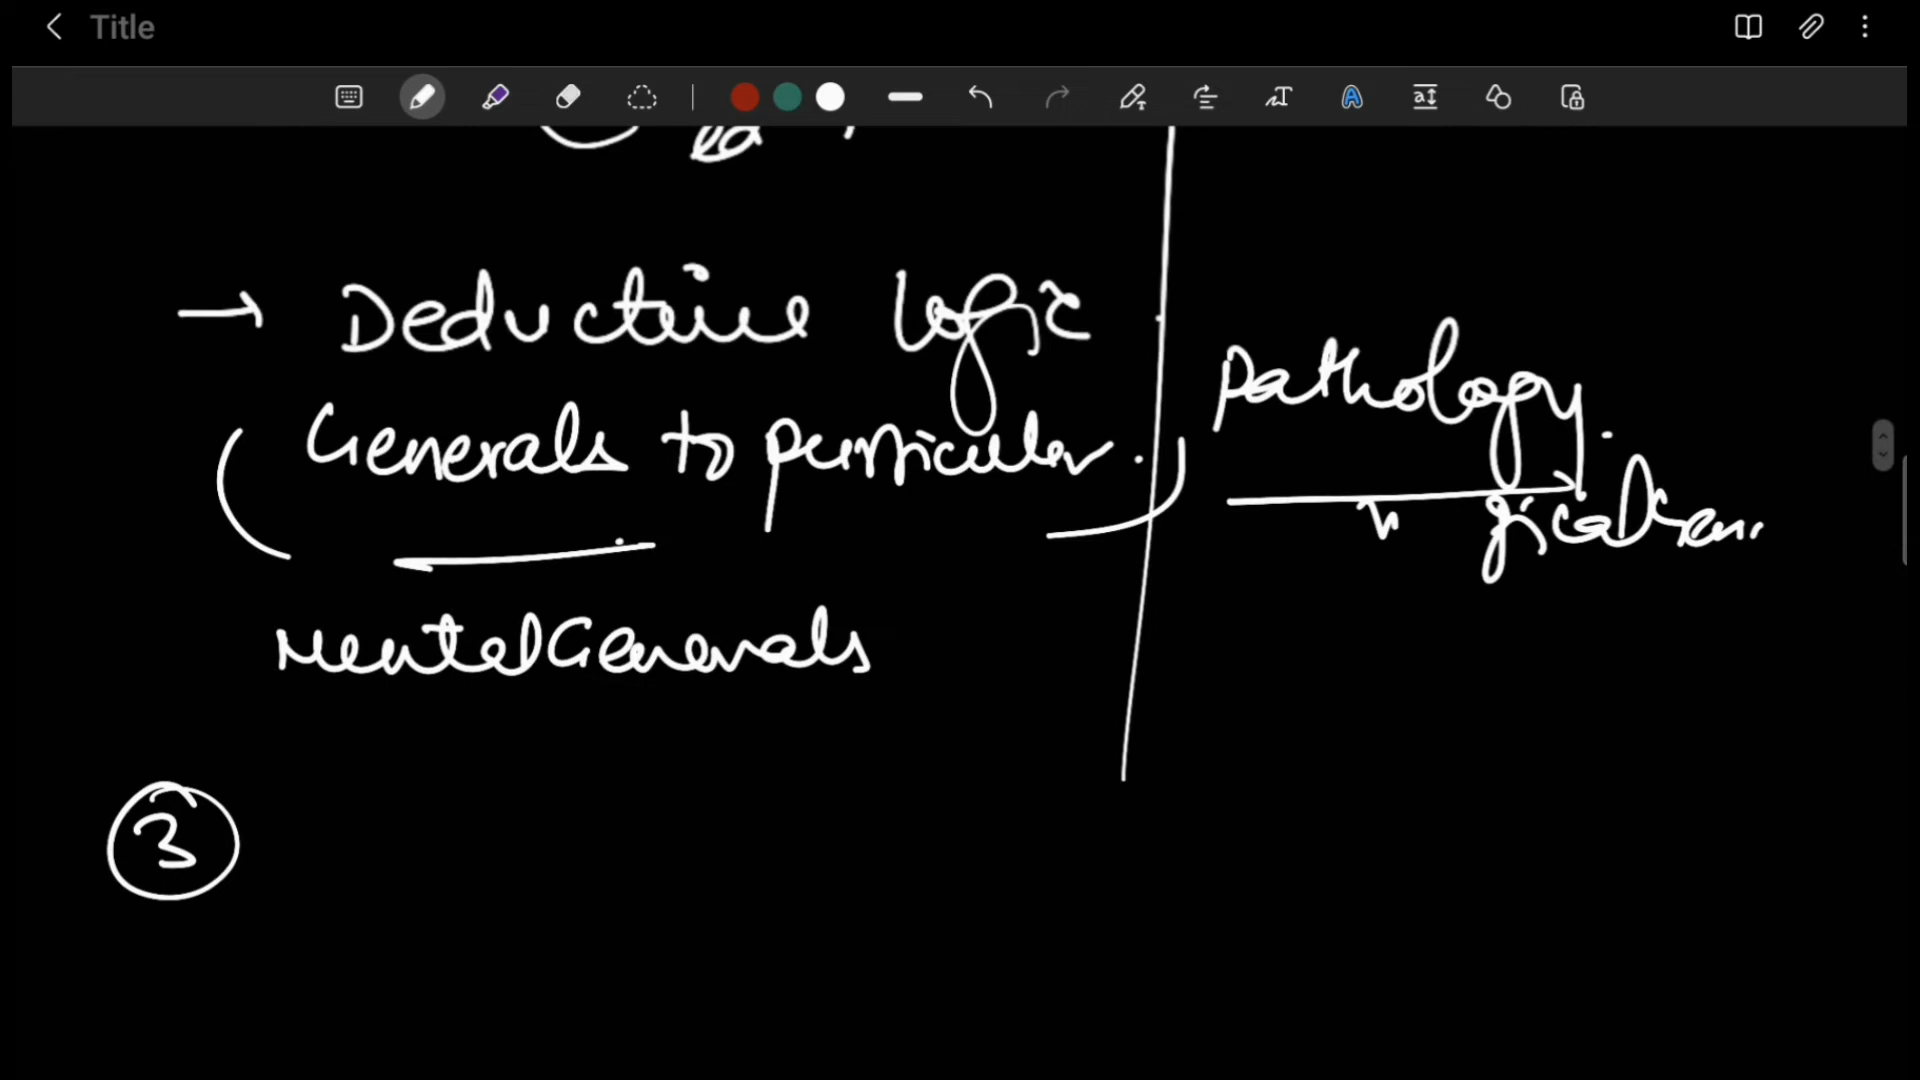 Title
→ Deductive logic
(Generals to particular.)
Mental Generals
Pathology.
3